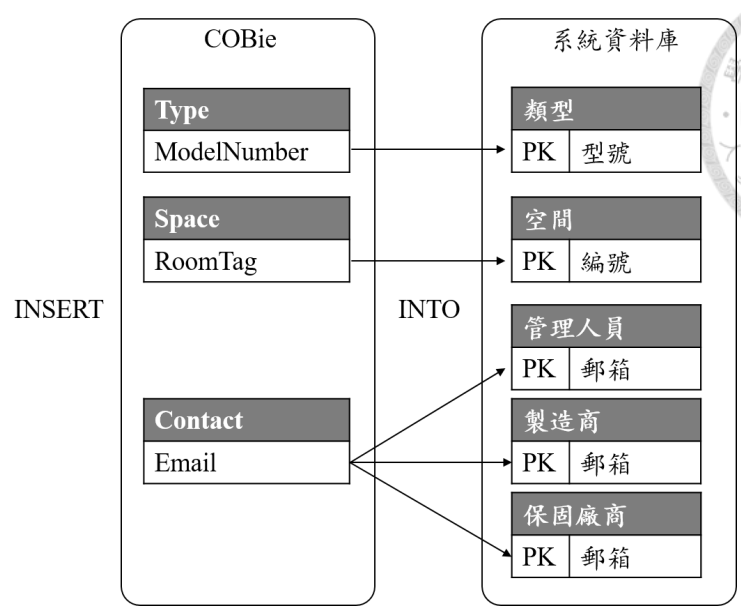 COBie
系統資料庫
Type
ModelNumber
類型
PK 型號
Space
RoomTag
空間
PK 編號
INSERT
INTO
管理人員
PK 郵箱
Contact
Email
製造商
PK 郵箱
保固廠商
PK 郵箱